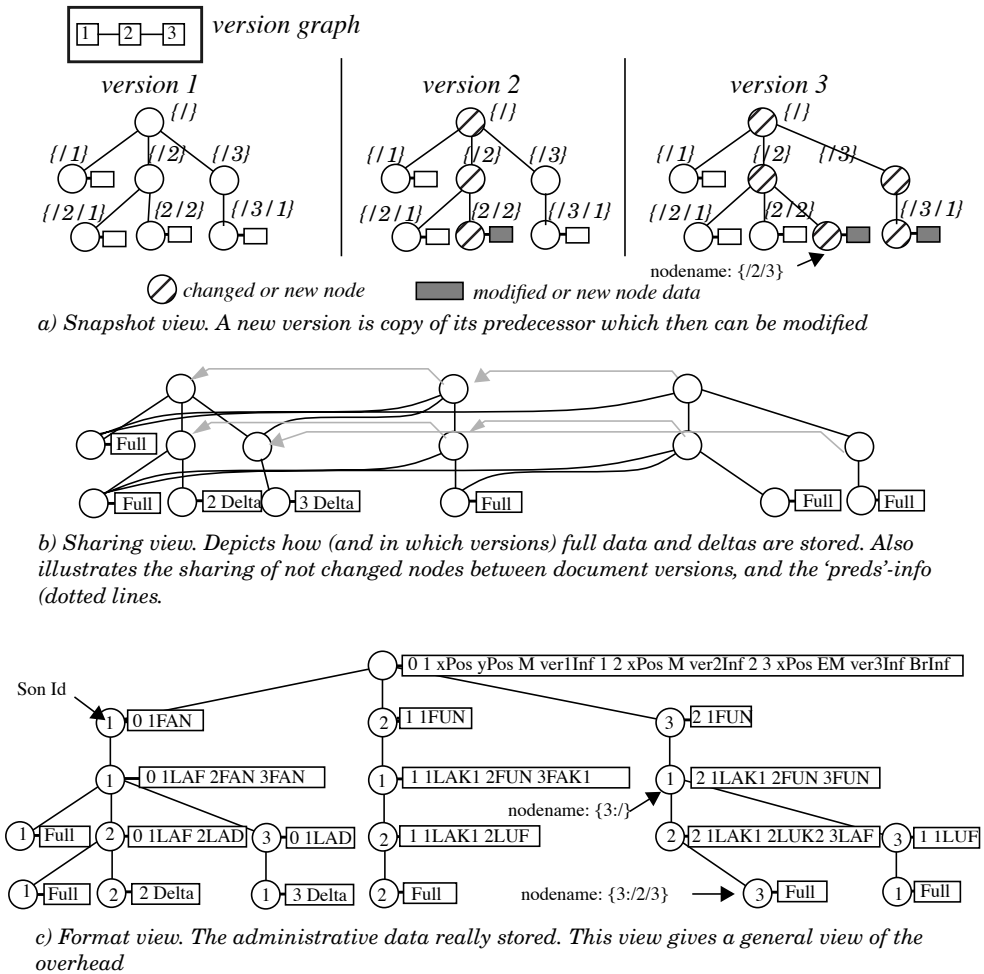 1 2 3 version graph
version 1 version 2 version 3
{/} {/} {/}
{/1} {/2} {/3} {/1} {/2} {/3} {/1} {/2} {/3}
{/2/1} {2/2} {/3/1} {/2/1} {2/2} {/3/1} {/2/1} {2/2} {/3/1}
nodename: {/2/3}
changed or new node modified or new node data
a) Snapshot view. A new version is copy of its predecessor which then can be modified
Full
Full 2 Delta 3 Delta Full Full Full
b) Sharing view. Depicts how (and in which versions) full data and deltas are stored. Also
illustrates the sharing of not changed nodes between document versions, and the ‘preds’-info
(dotted lines.
0 1 xPos yPos M ver1Inf 1 2 xPos M ver2Inf 2 3 xPos EM ver3Inf BrInf
Son Id
1 0 1FAN 2 1 1FUN 3 2 1FUN
1 0 1LAF 2FAN 3FAN 1 1 1LAK1 2FUN 3FAK1 1 2 1LAK1 2FUN 3FUN
nodename: {3:/}
1 Full 2 0 1LAF 2LAD 3 0 1LAD 2 1 1LAK1 2LUF 2 2 1LAK1 2LUK2 3LAF 3 1 1LUF
1 Full 2 2 Delta 1 3 Delta 2 Full nodename: {3:/2/3} 3 Full 1 Full
c) Format view. The administrative data really stored. This view gives a general view of the
overhead